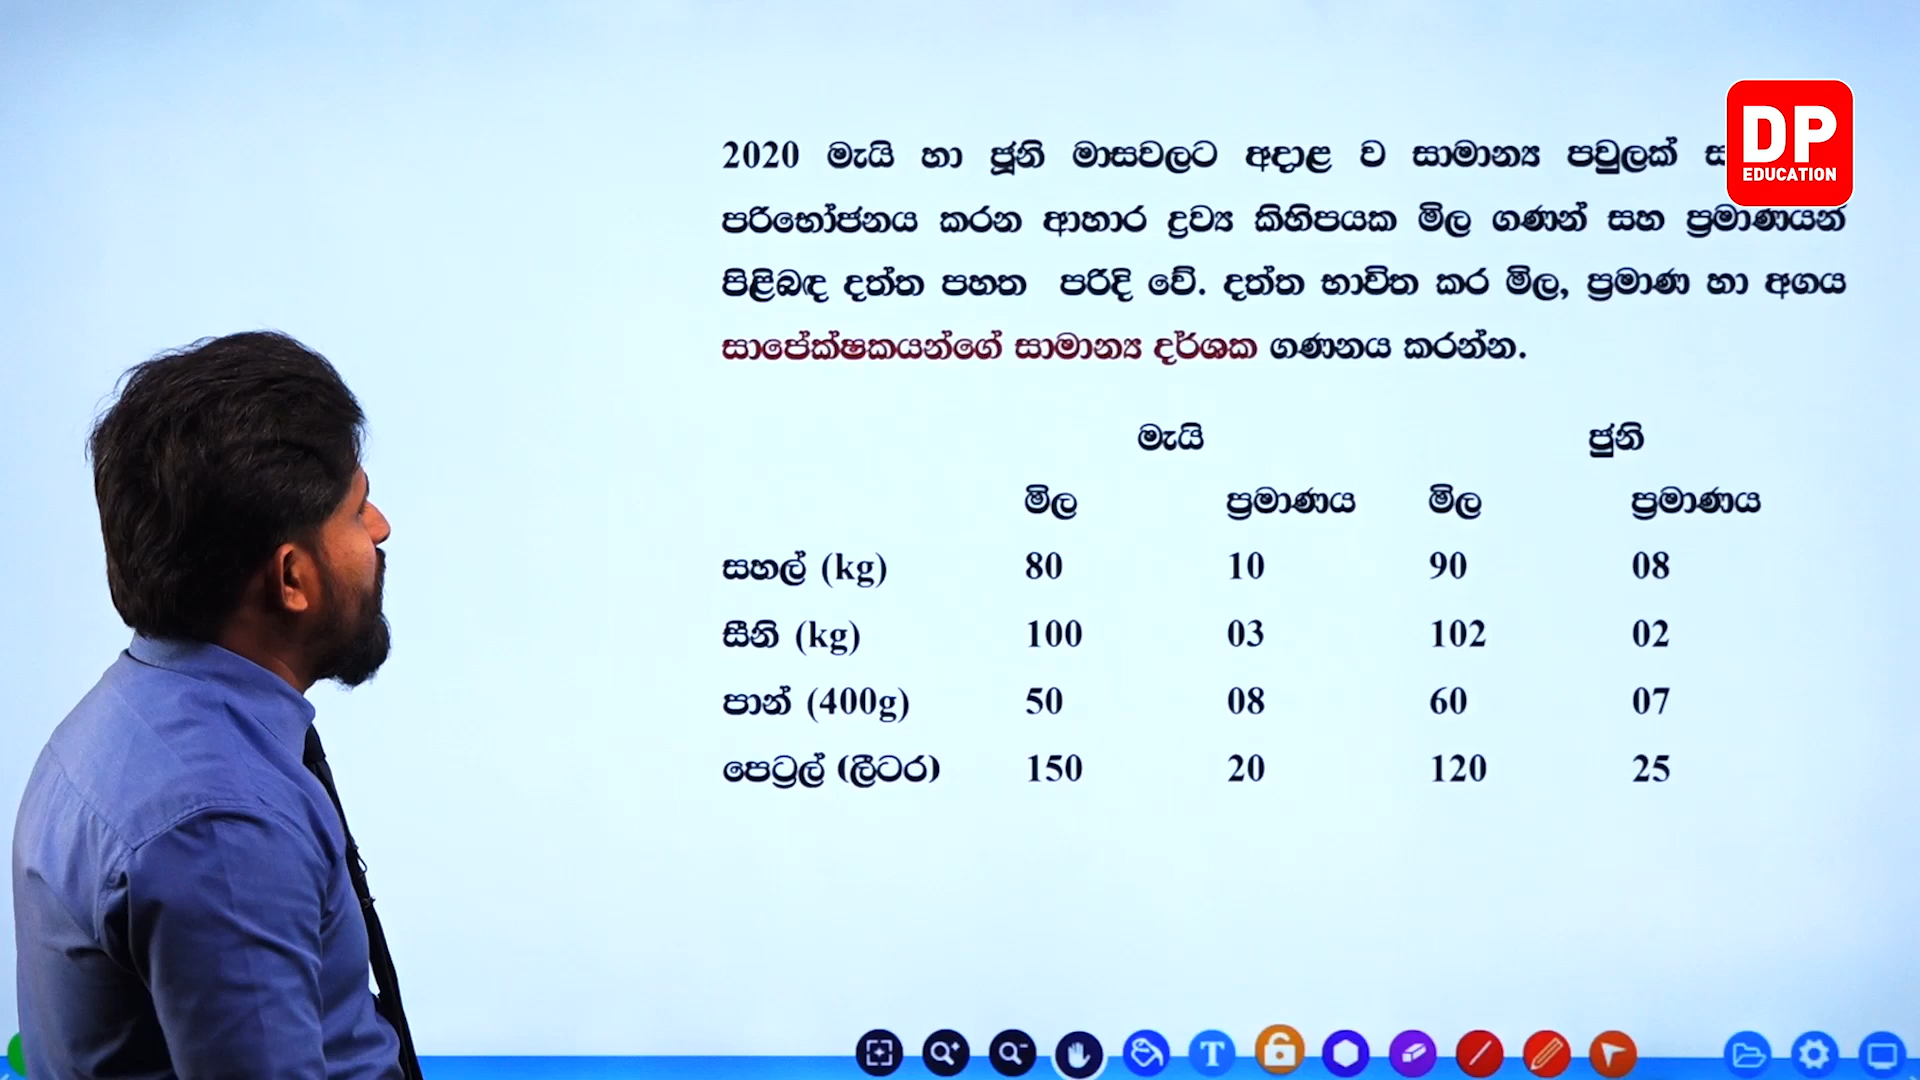 2020 මැයි හා ජූනි මාසවලට අදාළ ව සාමාන්‍ය පවුලක්
පරිභෝජනය කරන ආහාර ද්‍රව්‍ය කිහිපයක මිල ගණන් සහ ප්‍රමාණයන්
පිළිබඳ දත්ත පහත පරිදි වේ. දත්ත භාවිත කර මිල, ප්‍රමාණ හා අගය
සාපේක්ෂකයන්ගේ සාමාන්‍ය දර්ශක ගණනය කරන්න.
මැයි ජුනි
මිල ප්‍රමාණය මිල ප්‍රමාණය
සහල් (kg) 80 10 90 08
සීනි (kg) 100 03 102 02
පාන් (400g) 50 08 60 07
පෙට්‍රල් (ලීටර) 150 20 120 25
DP
EDUCATION
T